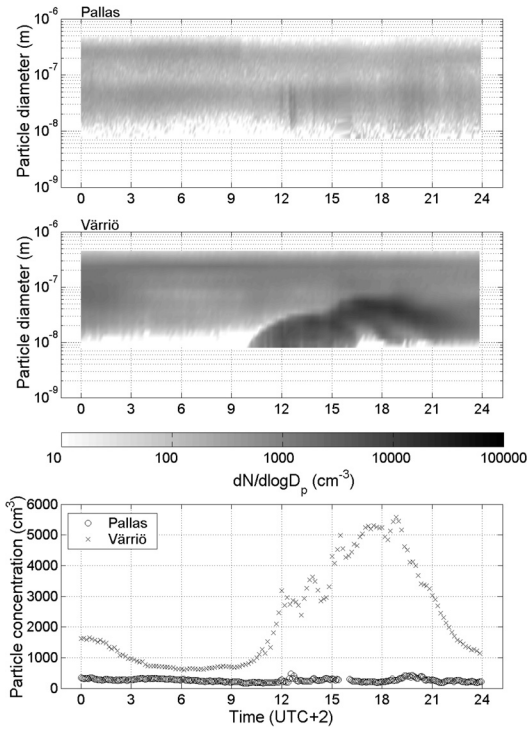 Pallas
Particle diameter (m)
10⁻⁶
10⁻⁷
10⁻⁸
10⁻⁹
0 3 6 9 12 15 18 21 24
Värriö
Particle diameter (m)
10⁻⁶
10⁻⁷
10⁻⁸
10⁻⁹
0 3 6 9 12 15 18 21 24
10 100 1000 10000 100000
dN/dlogDₚ (cm⁻³)
Particle concentration (cm⁻³)
6000
5000
4000
3000
2000
1000
0
Pallas
Värriö
0 3 6 9 12 15 18 21 24
Time (UTC+2)